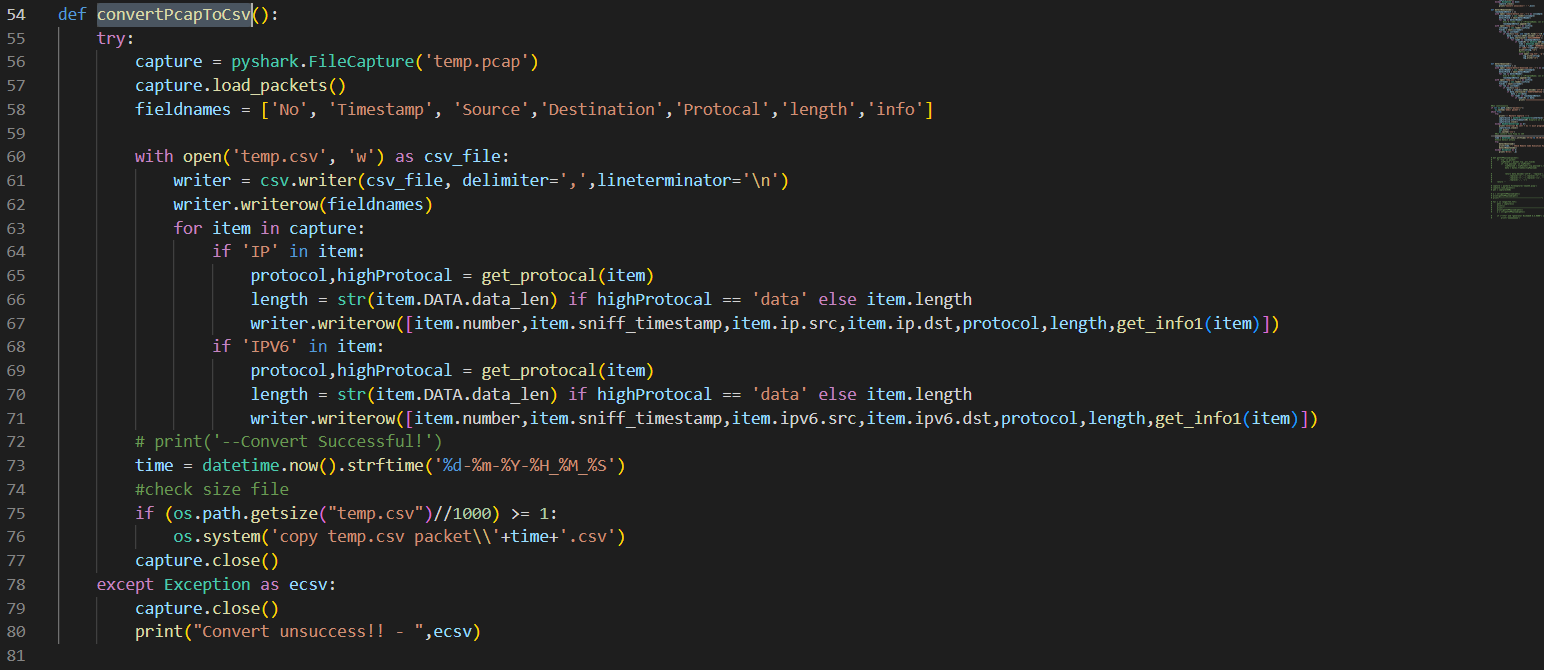 54 def convertPcapToCsv():
55     try:
56         capture = pyshark.FileCapture('temp.pcap')
57         capture.load_packets()
58         fieldnames = ['No', 'Timestamp', 'Source','Destination','Protocal','length','info']
59
60         with open('temp.csv', 'w') as csv_file:
61             writer = csv.writer(csv_file, delimiter=',',lineterminator='\n')
62             writer.writerow(fieldnames)
63             for item in capture:
64                 if 'IP' in item:
65                     protocol,highProtocal = get_protocal(item)
66                     length = str(item.DATA.data_len) if highProtocal == 'data' else item.length
67                     writer.writerow([item.number,item.sniff_timestamp,item.ip.src,item.ip.dst,protocol,length,get_info1(item)])
68                 if 'IPV6' in item:
69                     protocol,highProtocal = get_protocal(item)
70                     length = str(item.DATA.data_len) if highProtocal == 'data' else item.length
71                     writer.writerow([item.number,item.sniff_timestamp,item.ipv6.src,item.ipv6.dst,protocol,length,get_info1(item)])
72         # print('--Convert Successful!')
73         time = datetime.now().strftime('%d-%m-%Y-%H_%M_%S')
74         #check size file
75         if (os.path.getsize("temp.csv")//1000) >= 1:
76             os.system('copy temp.csv packet\\'+time+'.csv')
77         capture.close()
78     except Exception as ecsv:
79         capture.close()
80         print("Convert unsuccess!! - ",ecsv)
81